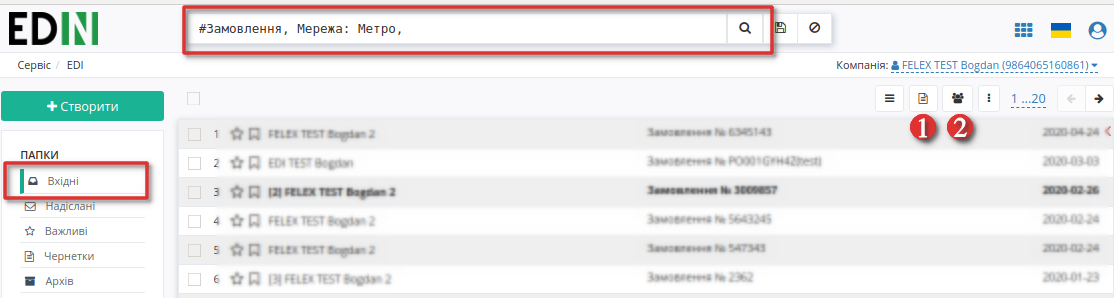 EDIN
#Замовлення, Мережа: Метро,
Сервіс / EDI
Компанія: FELEX TEST Bogdan (9864065160861)
Створити
1 ...20
1 2
ПАПКИ
Вхідні
Надіслані
Важливі
Чернетки
Архів
1 FELEX TEST Bogdan 2 Замовлення № 6345143 2020-04-24
2 EDI TEST Bogdan Замовлення № PO001GYH4Z(test) 2020-03-03
3 [2] FELEX TEST Bogdan 2 Замовлення № 3009857 2020-02-26
4 FELEX TEST Bogdan 2 Замовлення № 5643245 2020-02-24
5 FELEX TEST Bogdan 2 Замовлення № 547343 2020-02-24
6 [3] FELEX TEST Bogdan 2 Замовлення № 2362 2020-01-23